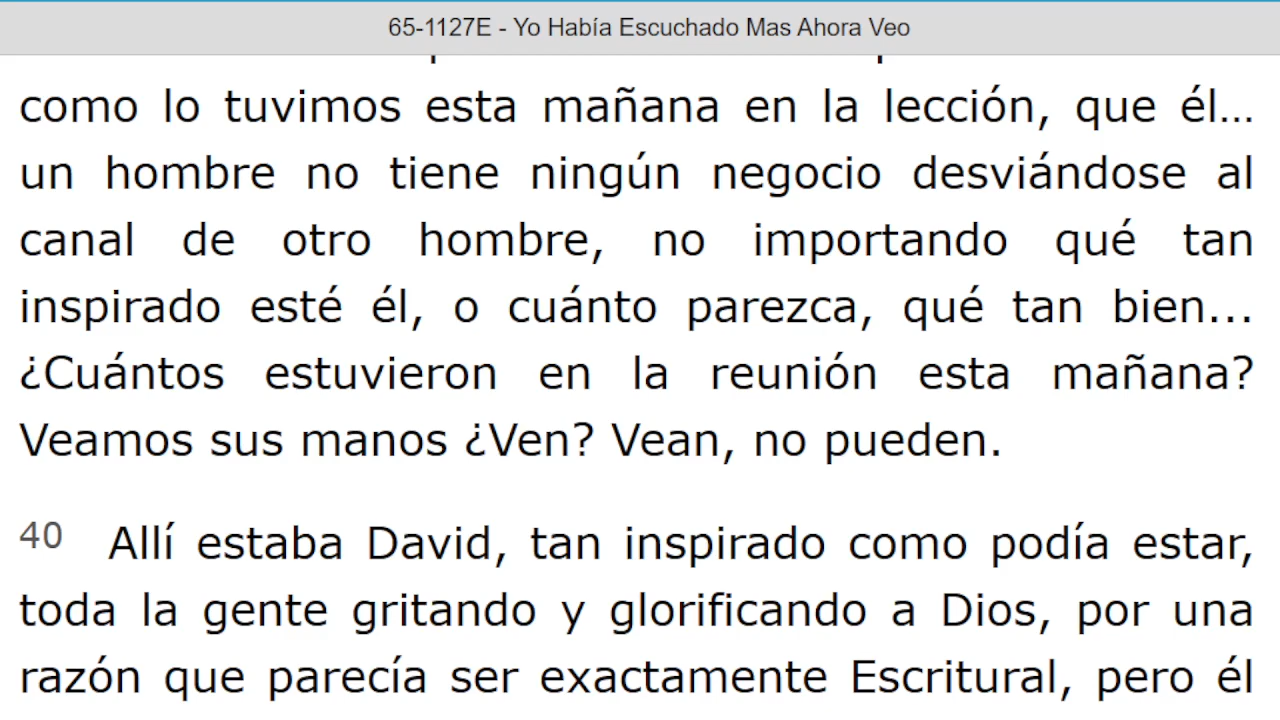 65-1127E - Yo Había Escuchado Mas Ahora Veo
como lo tuvimos esta mañana en la lección, que él...
un hombre no tiene ningún negocio desviándose al
canal de otro hombre, no importando qué tan
inspirado esté él, o cuánto parezca, qué tan bien...
¿Cuántos estuvieron en la reunión esta mañana?
Veamos sus manos ¿Ven? Vean, no pueden.
40 Allí estaba David, tan inspirado como podía estar,
toda la gente gritando y glorificando a Dios, por una
razón que parecía ser exactamente Escritural, pero él